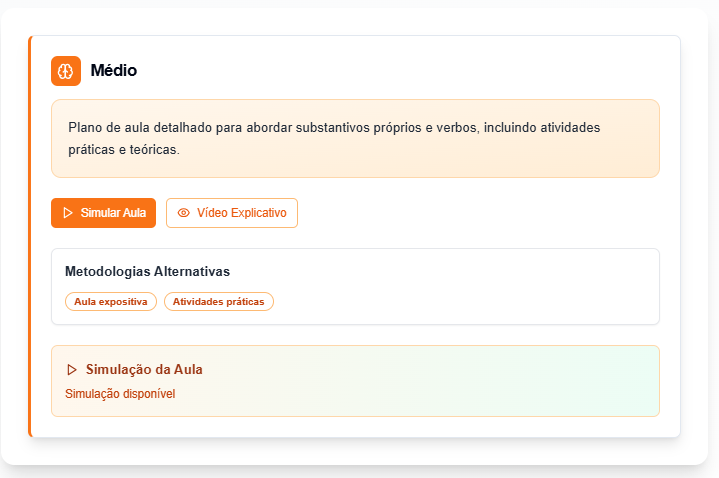 Médio
Plano de aula detalhado para abordar substantivos próprios e verbos, incluindo atividades
práticas e teóricas.
Simular Aula
Vídeo Explicativo
Metodologias Alternativas
Aula expositiva
Atividades práticas
Simulação da Aula
Simulação disponível